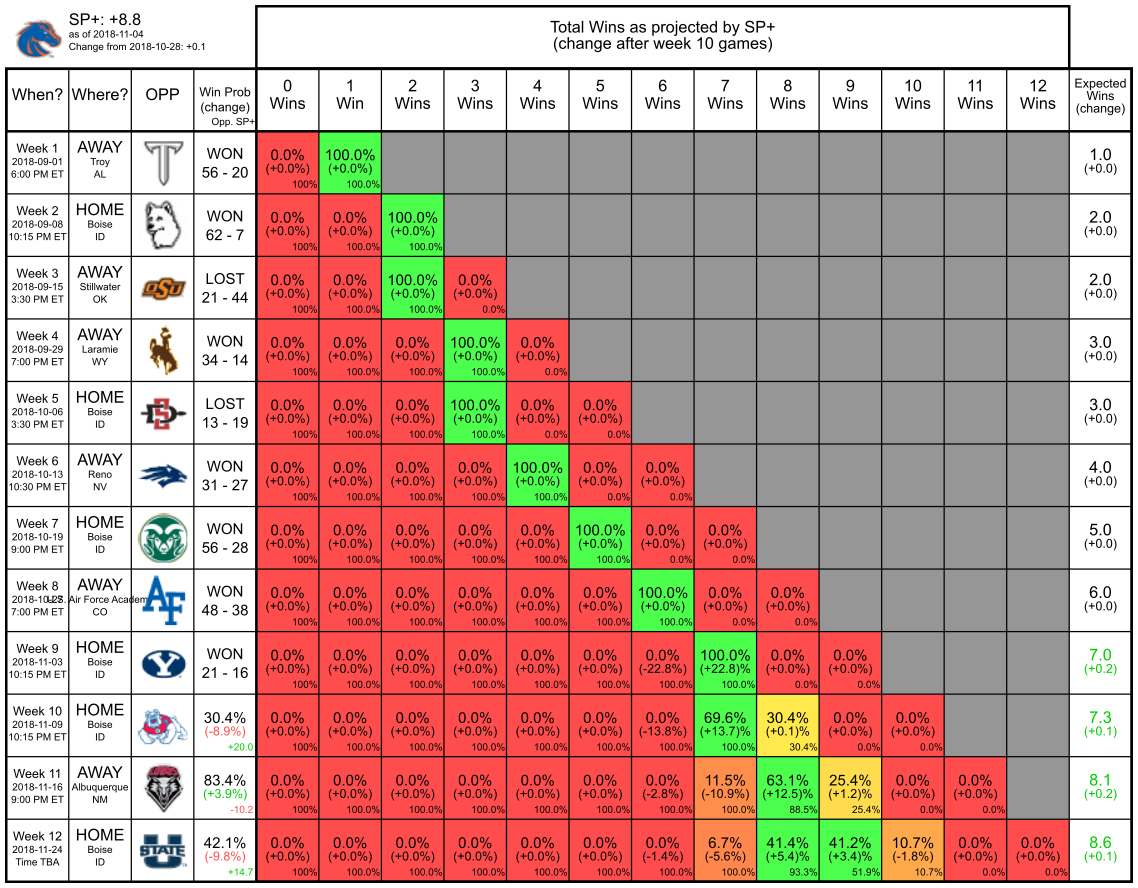 SP+: +8.8
as of 2018-11-04
Change from 2018-10-28: +0.1
Total Wins as projected by SP+
(change after week 10 games)
When? Where? OPP Win Prob (change) Opp. SP+ 0 Wins 1 Win 2 Wins 3 Wins 4 Wins 5 Wins 6 Wins 7 Wins 8 Wins 9 Wins 10 Wins 11 Wins 12 Wins Expected Wins (change)
Week 1 AWAY WON 0.0% 100.0% 1.0
2018-09-01 Troy T (+0.0%) (+0.0%) (+0.0)
6:00 PM ET AL 56 - 20 100% 100.0%
Week 2 HOME WON 0.0% 0.0% 100.0% 2.0
2018-09-08 Boise (+0.0%) (+0.0%) (+0.0%) (+0.0)
10:15 PM ET ID 62 - 7 100% 100.0% 100.0%
Week 3 AWAY LOST 0.0% 0.0% 100.0% 0.0% 2.0
2018-09-15 Stillwater OSU (+0.0%) (+0.0%) (+0.0%) (+0.0%) (+0.0)
3:30 PM ET OK 21 - 44 100% 100.0% 100.0% 0.0%
Week 4 AWAY WON 0.0% 0.0% 0.0% 100.0% 0.0% 3.0
2018-09-29 Laramie (+0.0%) (+0.0%) (+0.0%) (+0.0%) (+0.0%) (+0.0)
7:00 PM ET WY 34 - 14 100% 100.0% 100.0% 100.0% 0.0%
Week 5 HOME LOST 0.0% 0.0% 0.0% 100.0% 0.0% 0.0% 3.0
2018-10-06 Boise SD (+0.0%) (+0.0%) (+0.0%) (+0.0%) (+0.0%) (+0.0%) (+0.0)
3:30 PM ET ID 13 - 19 100% 100.0% 100.0% 100.0% 0.0% 0.0%
Week 6 AWAY WON 0.0% 0.0% 0.0% 0.0% 100.0% 0.0% 0.0% 4.0
2018-10-13 Reno (+0.0%) (+0.0%) (+0.0%) (+0.0%) (+0.0%) (+0.0%) (+0.0%) (+0.0)
10:30 PM ET NV 31 - 27 100% 100.0% 100.0% 100.0% 100.0% 0.0% 0.0%
Week 7 HOME WON 0.0% 0.0% 0.0% 0.0% 0.0% 100.0% 0.0% 0.0% 5.0
2018-10-19 Boise (+0.0%) (+0.0%) (+0.0%) (+0.0%) (+0.0%) (+0.0%) (+0.0%) (+0.0%) (+0.0)
9:00 PM ET ID 56 - 28 100% 100.0% 100.0% 100.0% 100.0% 100.0% 0.0% 0.0%
Week 8 AWAY WON 0.0% 0.0% 0.0% 0.0% 0.0% 0.0% 100.0% 0.0% 0.0% 6.0
Air Force AF (+0.0%) (+0.0%) (+0.0%) (+0.0%) (+0.0%) (+0.0%) (+0.0%) (+0.0%) (+0.0%) (+0.0)
7:00 PM ET CO 48 - 38 100% 100.0% 100.0% 100.0% 100.0% 100.0% 100.0% 0.0% 0.0%
Week 9 HOME WON 0.0% 0.0% 0.0% 0.0% 0.0% 0.0% 0.0% 100.0% 0.0% 0.0% 7.0
2018-11-03 Boise Y (+0.0%) (+0.0%) (+0.0%) (+0.0%) (+0.0%) (+0.0%) (-22.8%) (+22.8)% (+0.0%) (+0.0%) (+0.2)
10:15 PM ET ID 21 - 16 100% 100.0% 100.0% 100.0% 100.0% 100.0% 100.0% 100.0% 0.0% 0.0%
Week 10 HOME 30.4% 0.0% 0.0% 0.0% 0.0% 0.0% 0.0% 0.0% 69.6% 30.4% 0.0% 0.0% 7.3
2018-11-09 Boise (-8.9%) (+0.0%) (+0.0%) (+0.0%) (+0.0%) (+0.0%) (+0.0%) (-13.8%) (+13.7)% (+0.1)% (+0.0%) (+0.0%) (+0.1)
10:15 PM ET ID +20.0 100% 100.0% 100.0% 100.0% 100.0% 100.0% 100.0% 100.0% 30.4% 0.0% 0.0%
Week 11 AWAY 83.4% 0.0% 0.0% 0.0% 0.0% 0.0% 0.0% 0.0% 11.5% 63.1% 25.4% 0.0% 0.0% 8.1
2018-11-16 Albuquerque (+3.9%) (+0.0%) (+0.0%) (+0.0%) (+0.0%) (+0.0%) (+0.0%) (-2.8%) (-10.9%) (+12.5)% (+1.2)% (+0.0%) (+0.0%) (+0.2)
9:00 PM ET NM -10.2 100% 100.0% 100.0% 100.0% 100.0% 100.0% 100.0% 100.0% 88.5% 25.4% 0.0% 0.0%
Week 12 HOME 42.1% 0.0% 0.0% 0.0% 0.0% 0.0% 0.0% 0.0% 6.7% 41.4% 41.2% 10.7% 0.0% 0.0% 8.6
2018-11-24 Boise STATE (-9.8%) (+0.0%) (+0.0%) (+0.0%) (+0.0%) (+0.0%) (+0.0%) (-1.4%) (-5.6%) (+5.4)% (+3.4)% (-1.8%) (+0.0%) (+0.0%) (+0.1)
Time TBA ID +14.7 100% 100.0% 100.0% 100.0% 100.0% 100.0% 100.0% 100.0% 93.3% 51.9% 10.7% 0.0% 0.0%